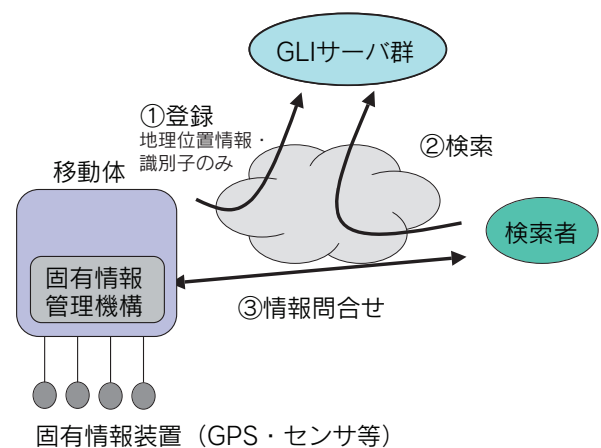 GLIサーバ群
①登録
地理位置情報・
識別子のみ
②検索
移動体
検索者
固有情報
管理機構
③情報問合せ
固有情報装置（GPS・センサ等）